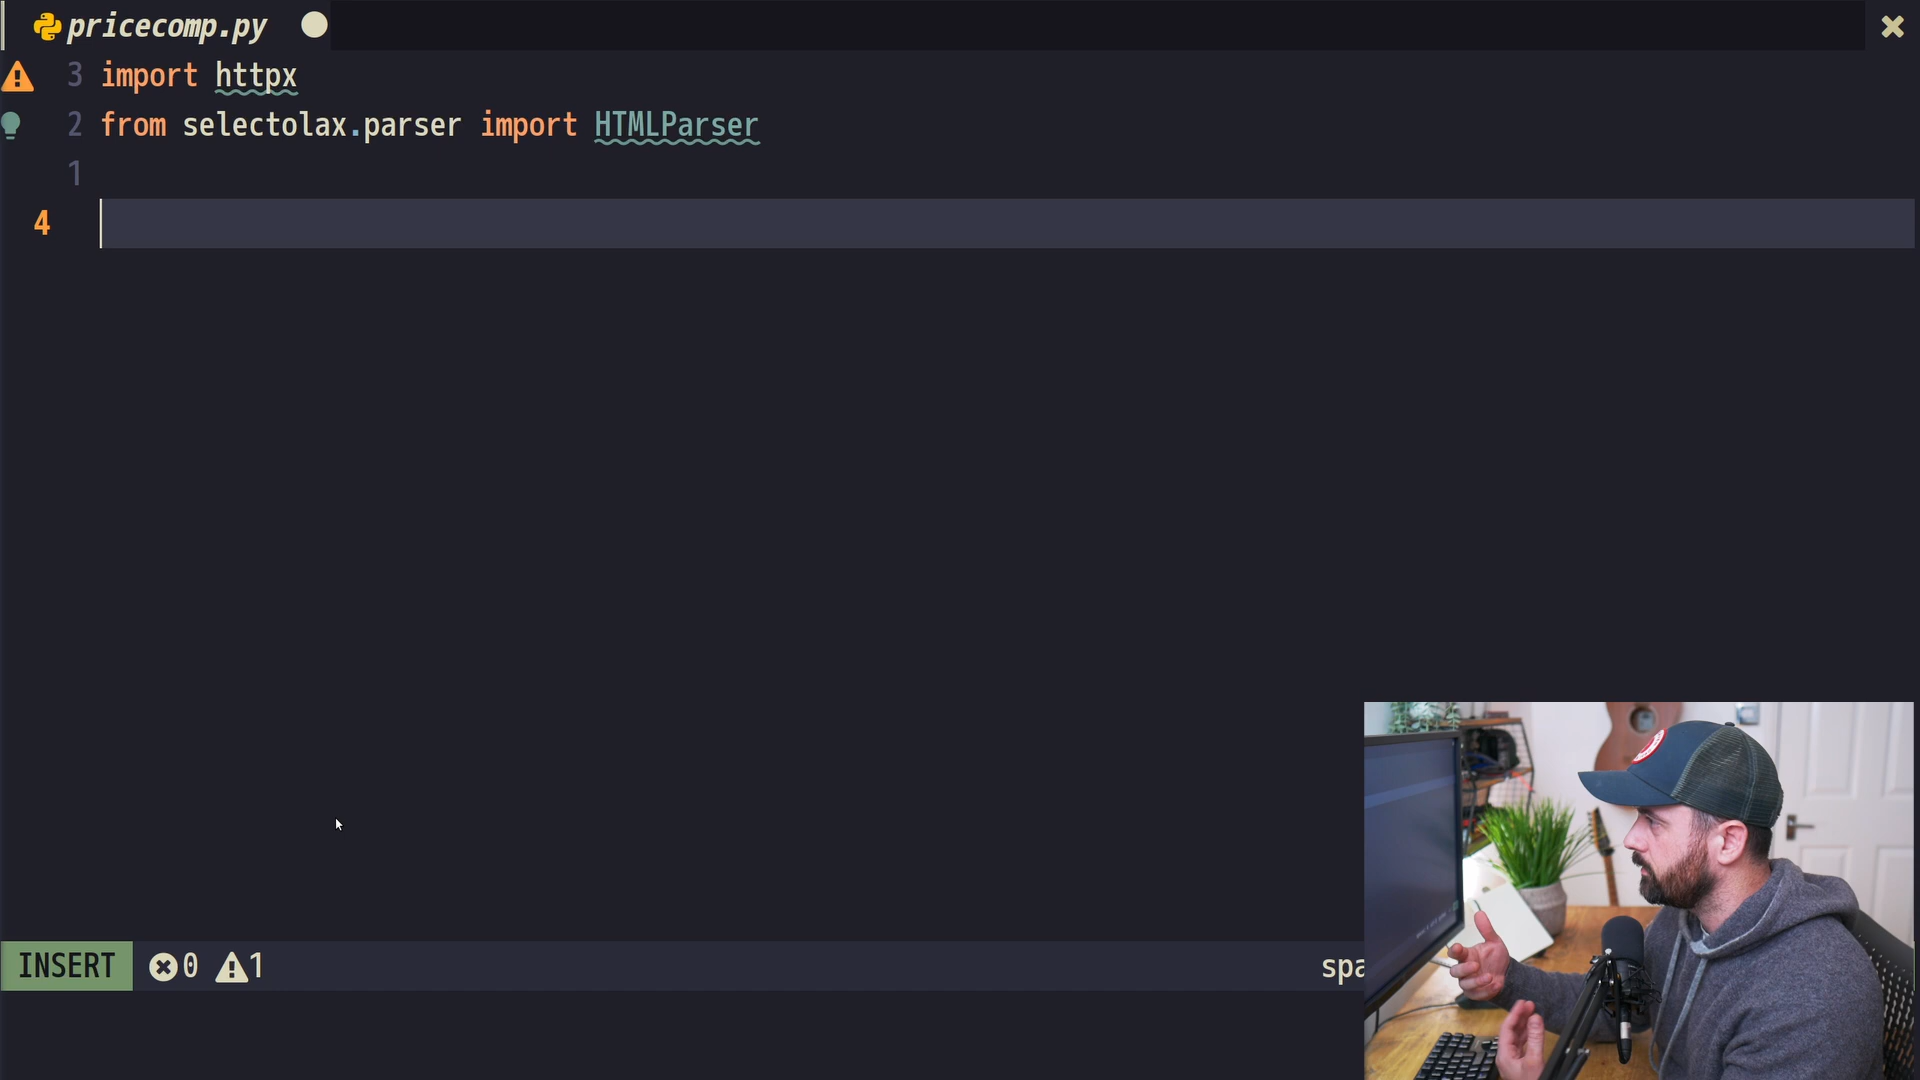 pricecomp.py
3 import httpx
2 from selectolax.parser import HTMLParser
1
4
INSERT 0 1 spa